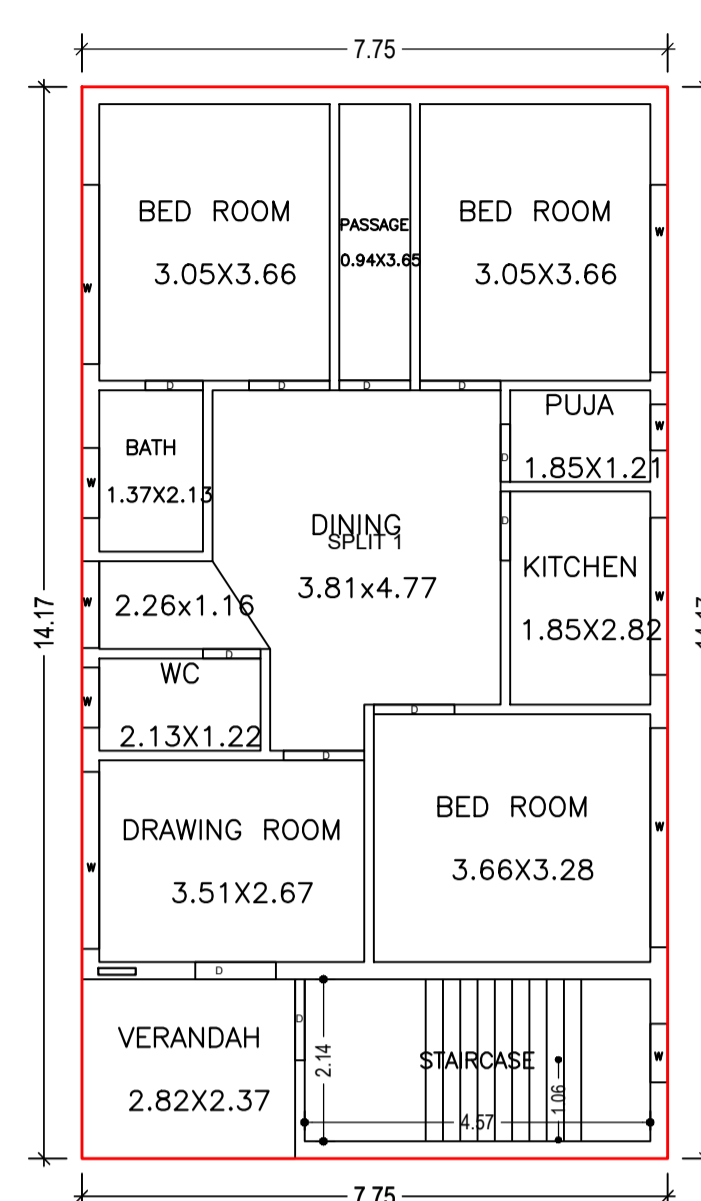 7.75
BED ROOM
3.05X3.66
PASSAGE
0.94X3.65
BED ROOM
3.05X3.66
W
W
D
D
D
D
BATH
1.37X2.13
W
PUJA
1.85X1.21
W
D
DINING
SPLIT 1
3.81x4.77
D
KITCHEN
1.85X2.82
W
2.26x1.16
W
14.17
14.17
D
WC
2.13X1.22
W
D
D
DRAWING ROOM
3.51X2.67
W
BED ROOM
3.66X3.28
W
D
VERANDAH
2.82X2.37
D
2.14
STAIRCASE
4.57
1.06
W
7.75